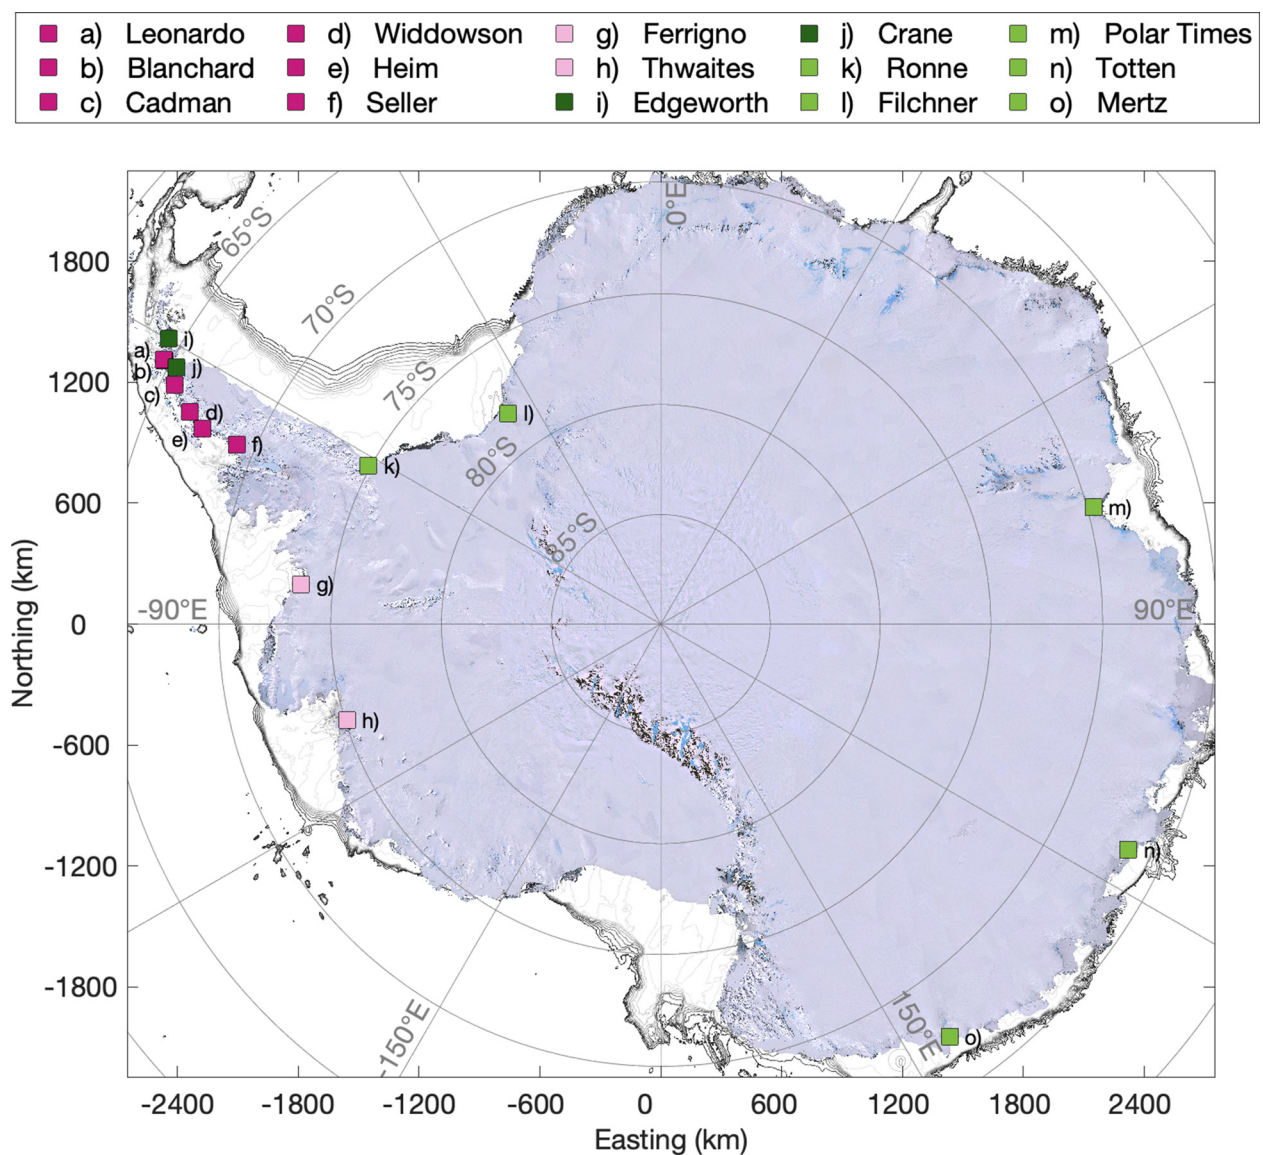 a) Leonardo d) Widdowson g) Ferrigno j) Crane m) Polar Times
b) Blanchard e) Heim h) Thwaites k) Ronne n) Totten
c) Cadman f) Seller i) Edgeworth l) Filchner o) Mertz
0°E
65°S
1800
70°S
i)
a)
b)
j)
1200
75°S
c)
d)
l)
e)
f)
k)
80°S
600
m)
85°S
g)
Northing (km)
-90°E
90°E
0
h)
-600
n)
-1200
-1800
-150°E
150°E
o)
-2400 -1800 -1200 -600 0 600 1200 1800 2400
Easting (km)